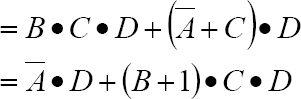 = B • C • D + (A̅ + C) • D
= A̅ • D + (B + 1) • C • D